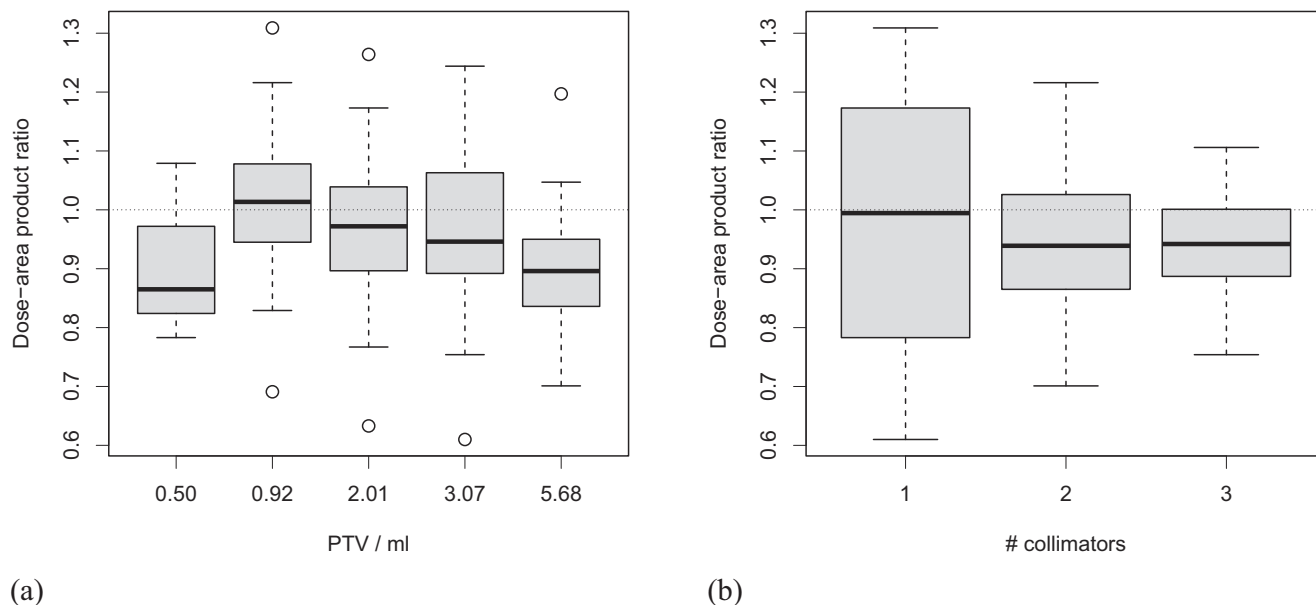 Dose−area product ratio
1.3
1.2
1.1
1.0
0.9
0.8
0.7
0.6
0.50 0.92 2.01 3.07 5.68
PTV / ml
(a)
Dose−area product ratio
1.3
1.2
1.1
1.0
0.9
0.8
0.7
0.6
1 2 3
# collimators
(b)